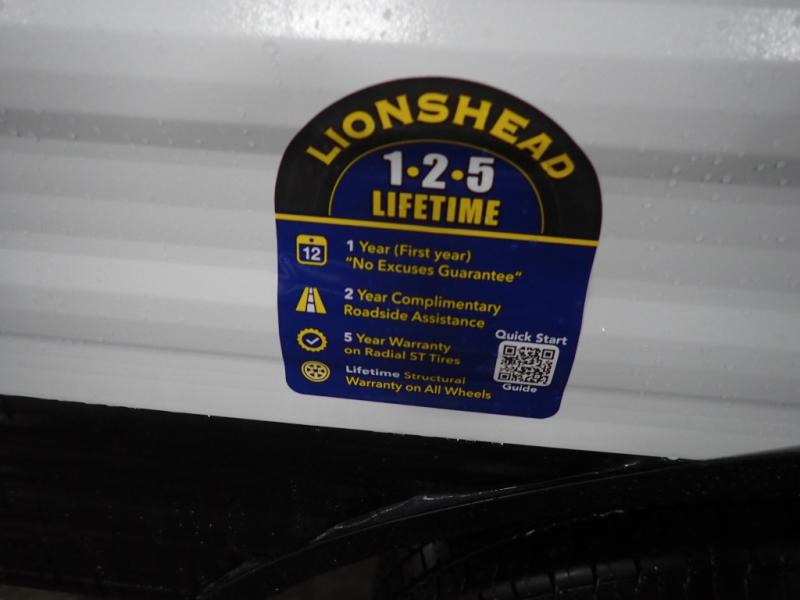 LIONSHEAD
1•2•5
LIFETIME
12
1 Year (First year)
"No Excuses Guarantee"
2 Year Complimentary
Roadside Assistance
5 Year Warranty
on Radial ST Tires
Lifetime Structural
Warranty on All Wheels
Quick Start
Guide